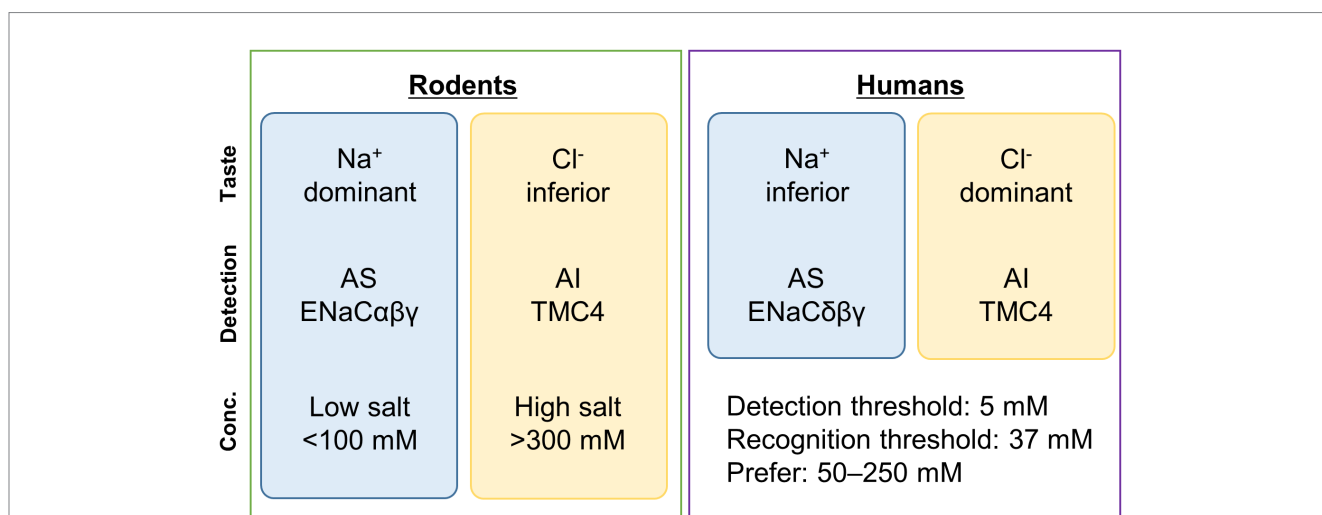 Rodents
Humans
Taste
Na⁺
dominant
Cl⁻
inferior
Na⁺
inferior
Cl⁻
dominant
Detection
AS
ENaCαβγ
AI
TMC4
AS
ENaCδβγ
AI
TMC4
Conc.
Low salt
<100 mM
High salt
>300 mM
Detection threshold: 5 mM
Recognition threshold: 37 mM
Prefer: 50–250 mM